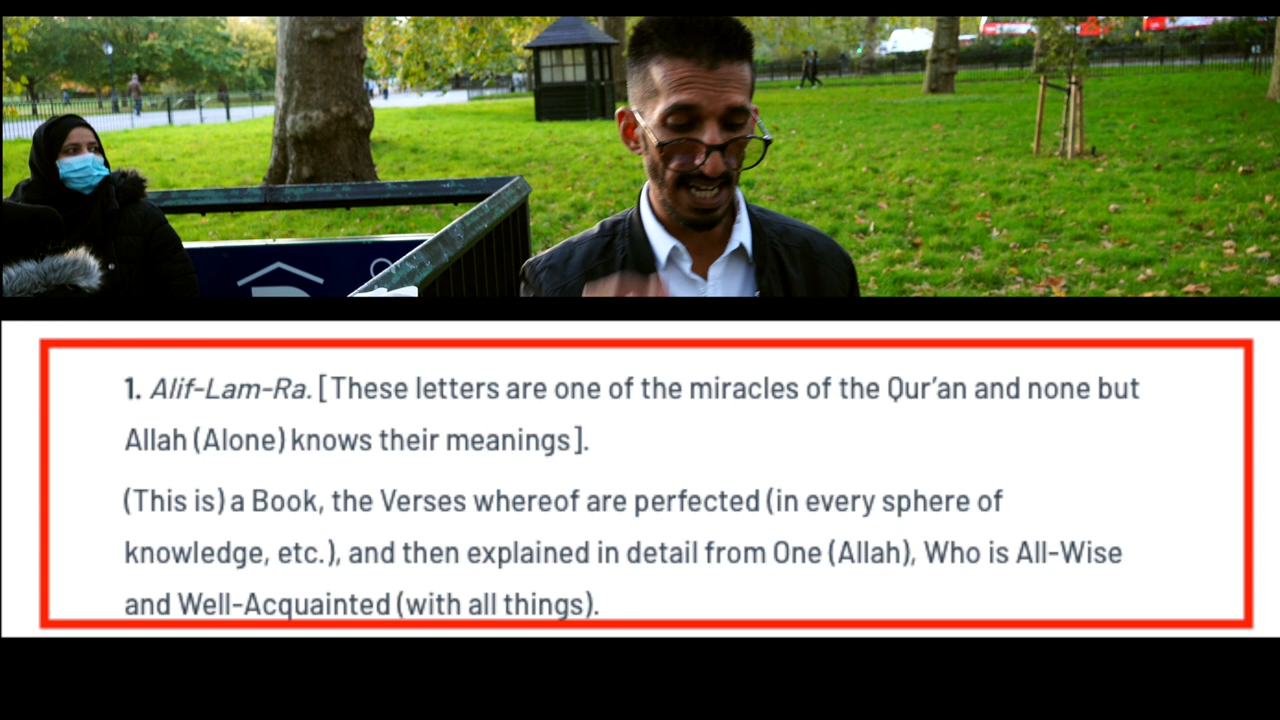 1. Alif-Lam-Ra. [These letters are one of the miracles of the Qur’an and none but
Allah (Alone) knows their meanings].
(This is) a Book, the Verses whereof are perfected (in every sphere of
knowledge, etc.), and then explained in detail from One (Allah), Who is All-Wise
and Well-Acquainted (with all things).